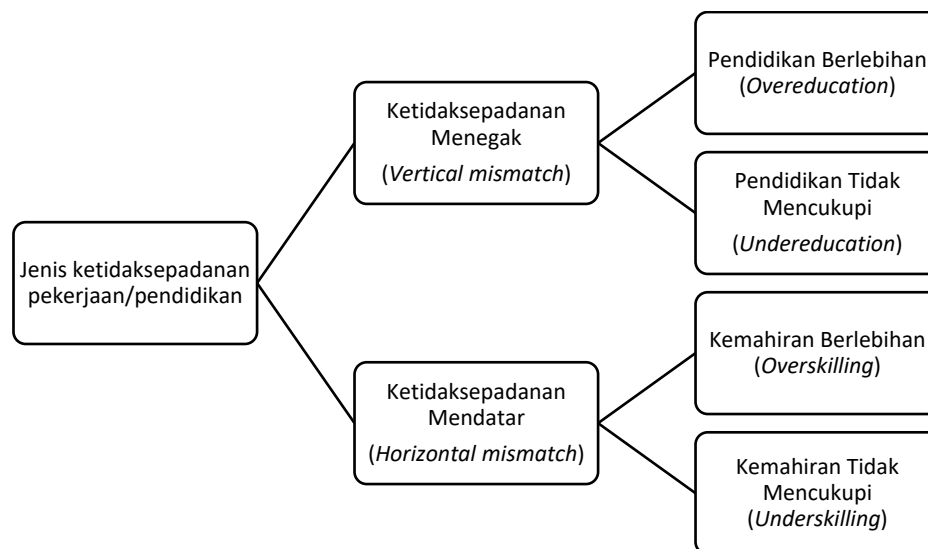 Jenis ketidaksepadanan
pekerjaan/pendidikan
Ketidaksepadanan
Menegak
(Vertical mismatch)
Pendidikan Berlebihan
(Overeducation)
Pendidikan Tidak
Mencukupi
(Undereducation)
Ketidaksepadanan
Mendatar
(Horizontal mismatch)
Kemahiran Berlebihan
(Overskilling)
Kemahiran Tidak
Mencukupi
(Underskilling)